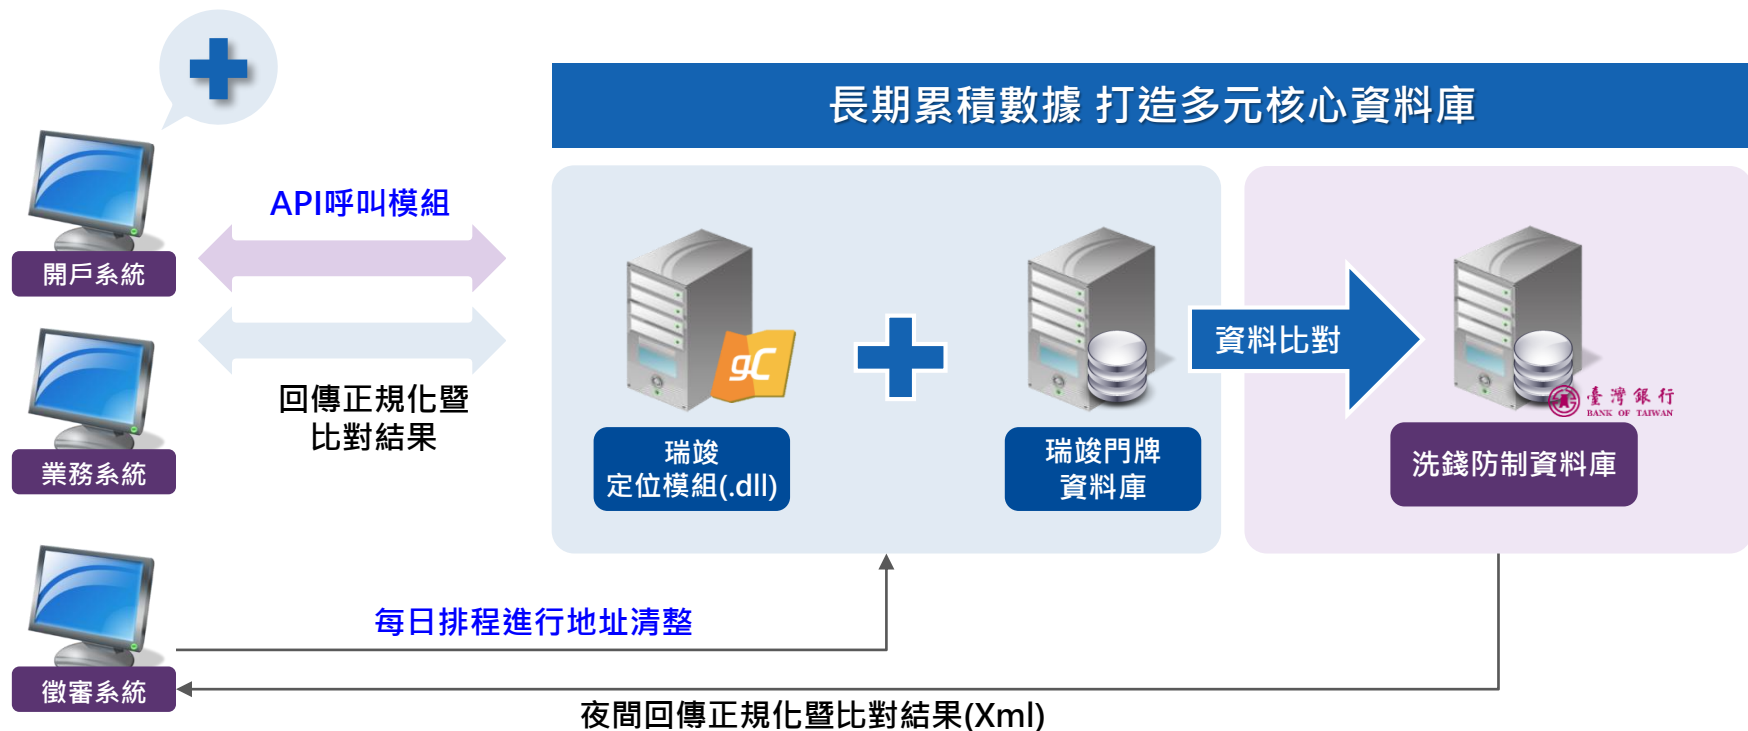 長期累積數據 打造多元核心資料庫
API呼叫模組
開戶系統
回傳正規化暨
比對結果
業務系統
gC
瑞竣
定位模組(.dll)
瑞竣門牌
資料庫
資料比對
臺灣銀行
BANK OF TAIWAN
洗錢防制資料庫
每日排程進行地址清整
徵審系統
夜間回傳正規化暨比對結果(Xml)